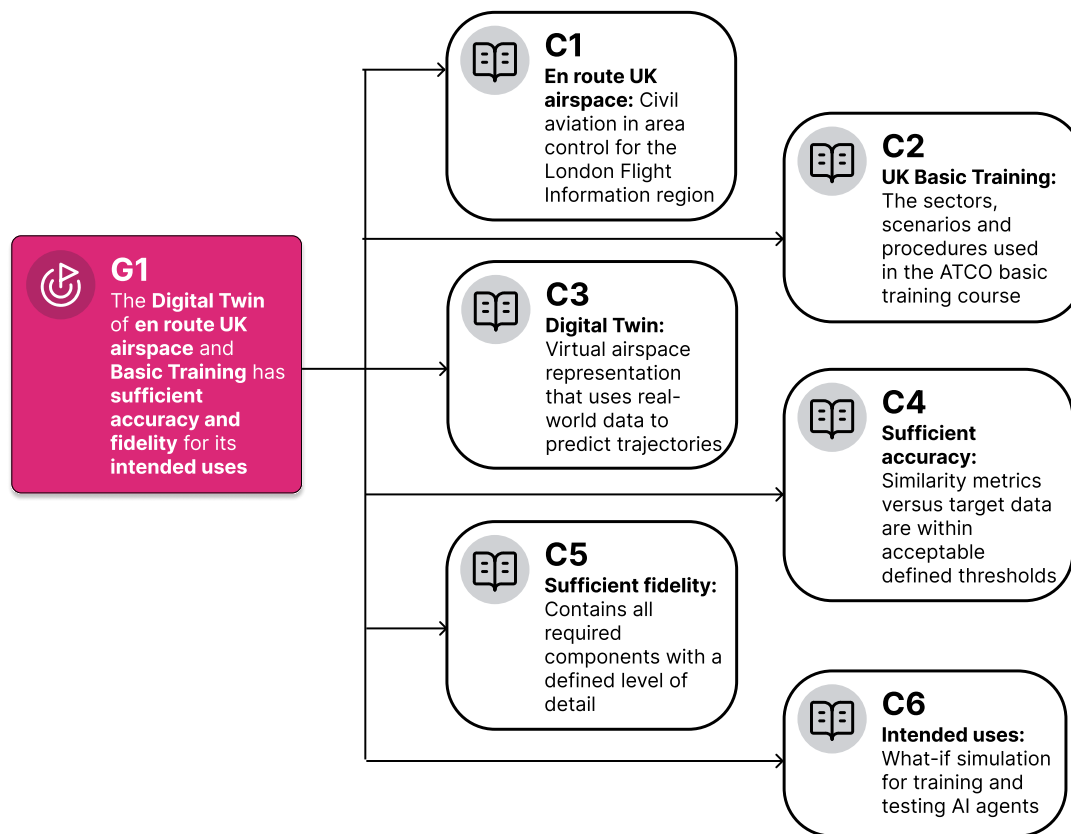 C1
En route UK
airspace: Civil
aviation in area
control for the
London Flight
Information region
C2
UK Basic Training:
The sectors,
scenarios and
procedures used
in the ATCO basic
training course
G1
The Digital Twin
of en route UK
airspace and
Basic Training has
sufficient
accuracy and
fidelity for its
intended uses
C3
Digital Twin:
Virtual airspace
representation
that uses real-
world data to
predict trajectories
C4
Sufficient
accuracy:
Similarity metrics
versus target data
are within
acceptable
defined thresholds
C5
Sufficient fidelity:
Contains all
required
components with a
defined level of
detail
C6
Intended uses:
What-if simulation
for training and
testing AI agents